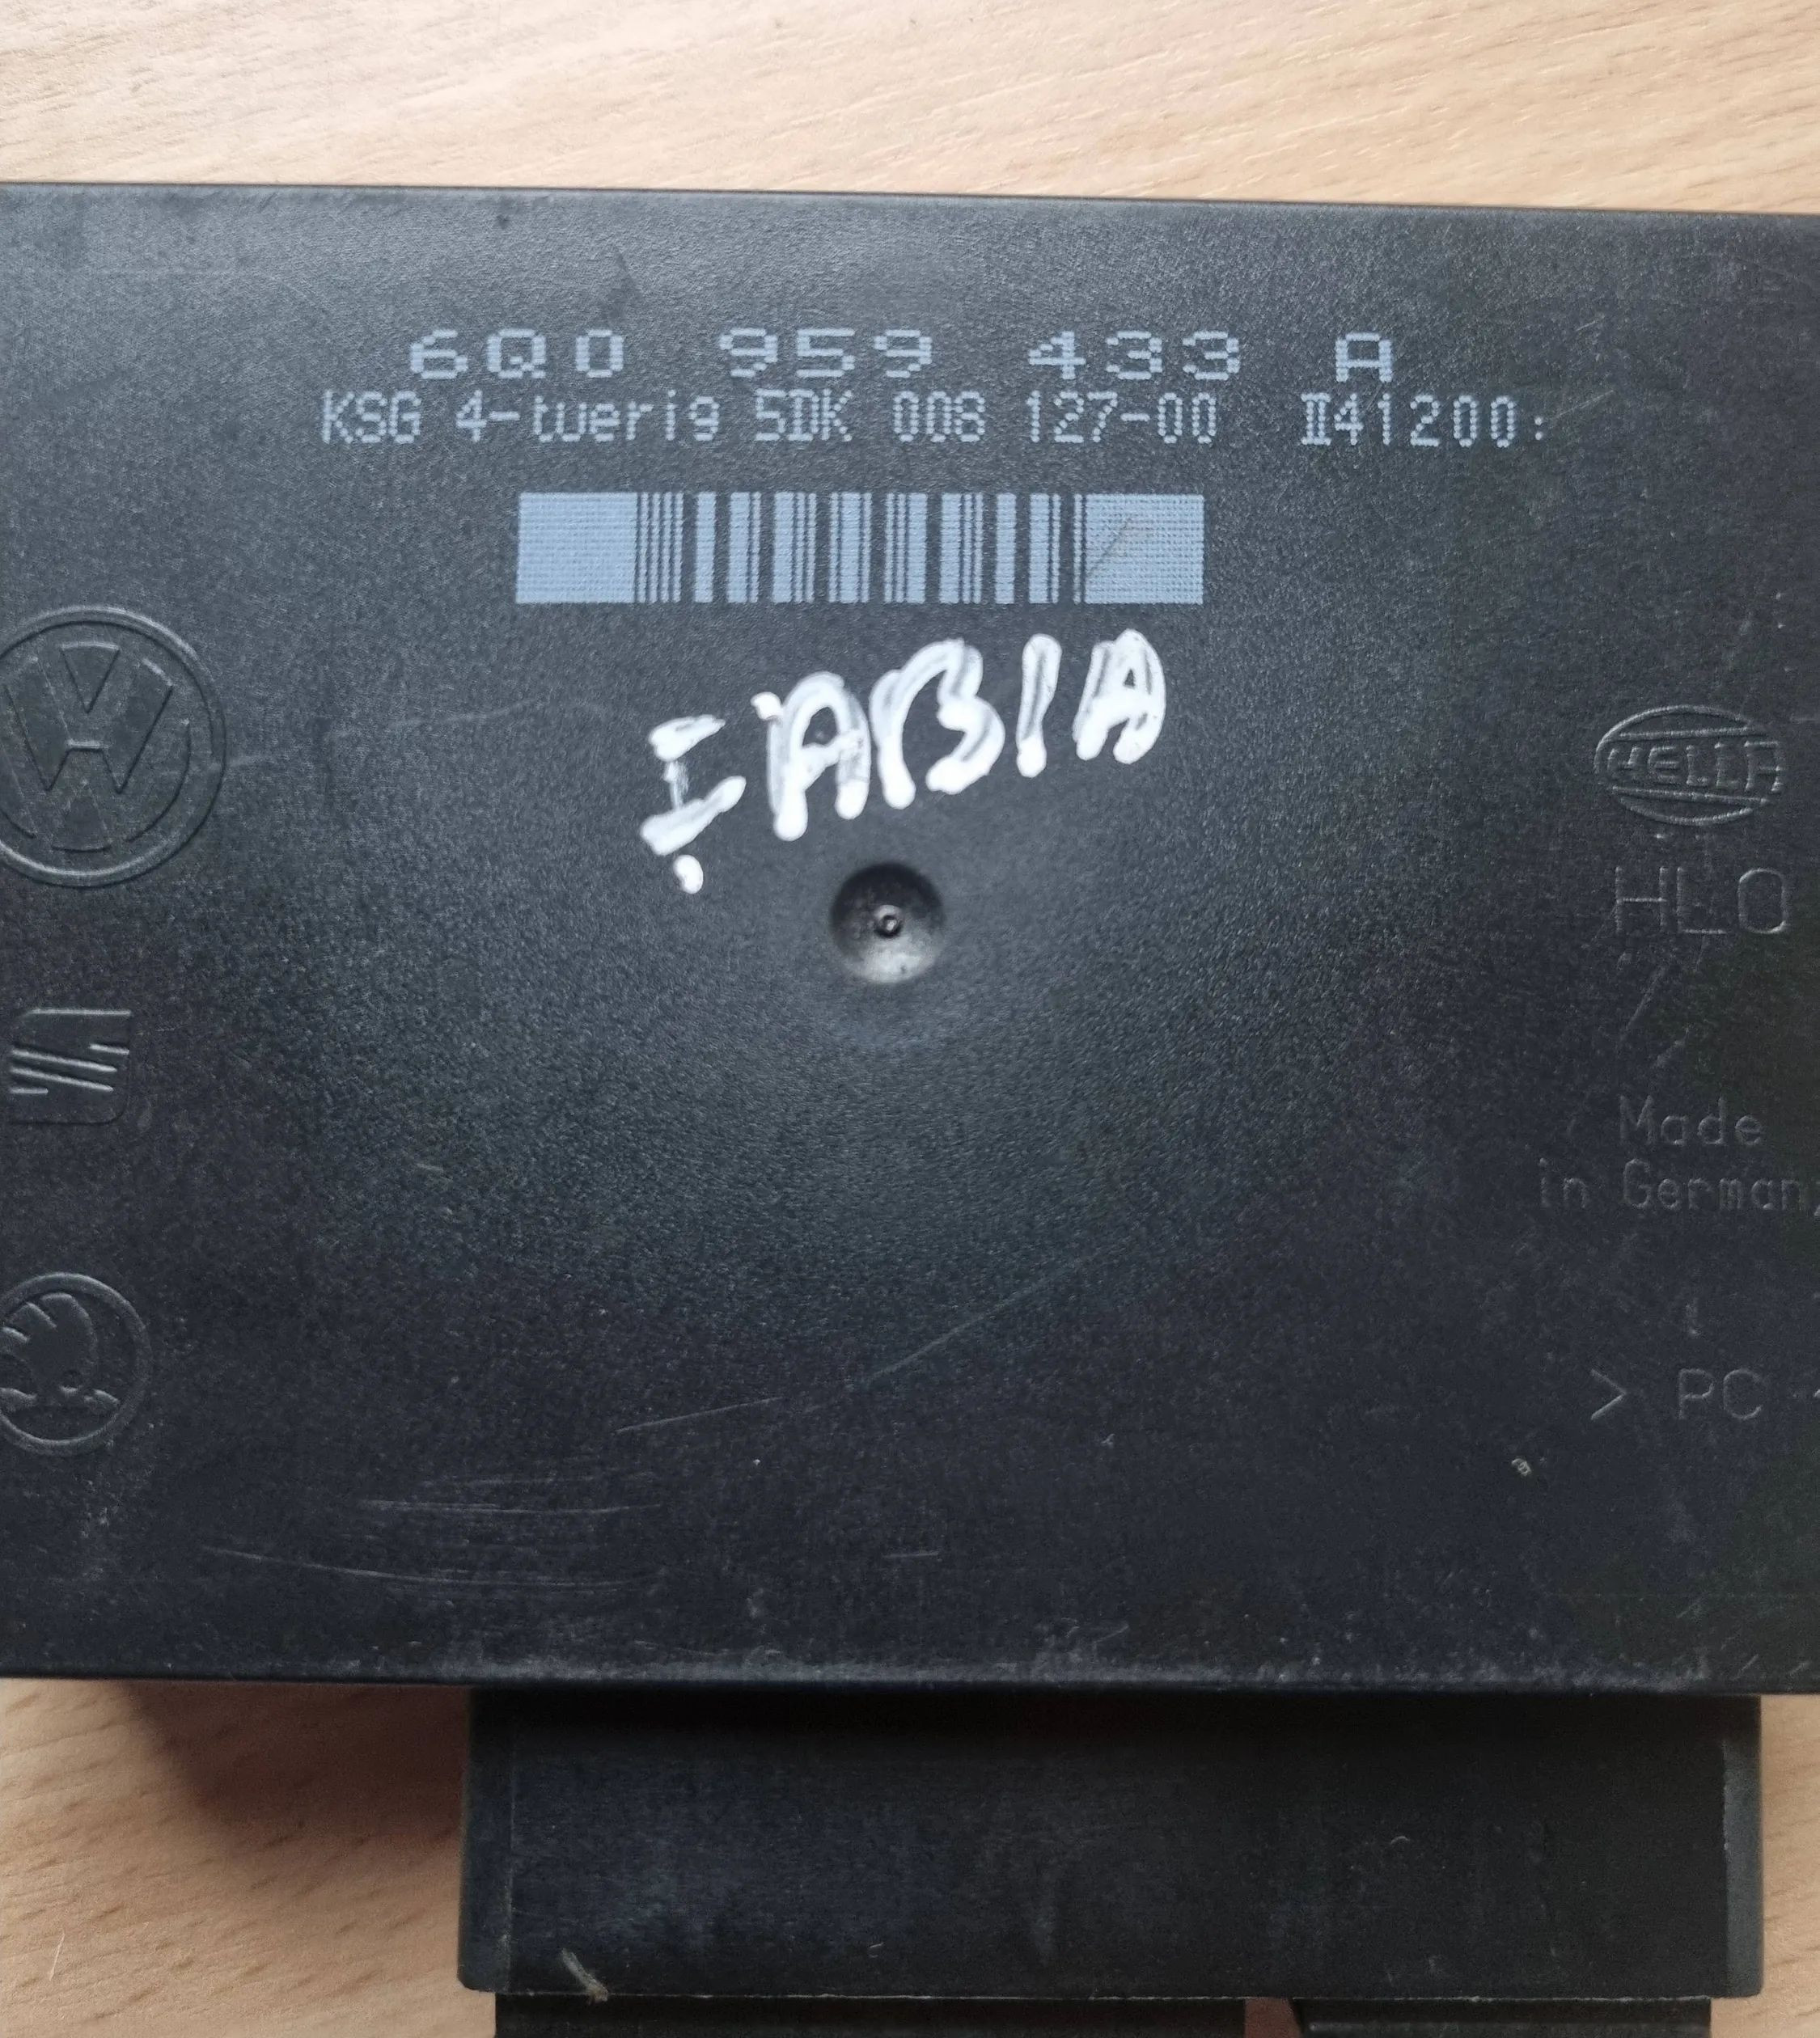 6Q0 959 433 A
KSG 4-tuerig 5DK 008 127-00 II41200:
FABIA
HELLA
HLO
Made
in German
> PC